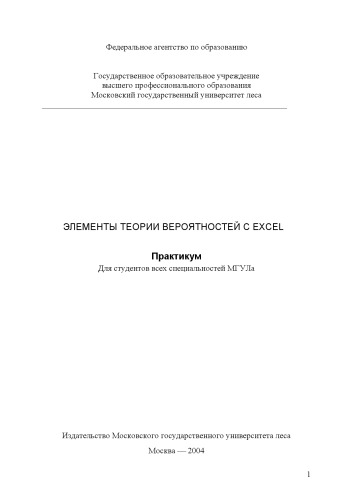 Федеральное агентство по образованию
Государственное образовательное учреждение
высшего профессионального образования
Московский государственный университет леса
ЭЛЕМЕНТЫ ТЕОРИИ ВЕРОЯТНОСТЕЙ С EXCEL
Практикум
Для студентов всех специальностей МГУЛа
Издательство Московского государственного университета леса
Москва — 2004
1